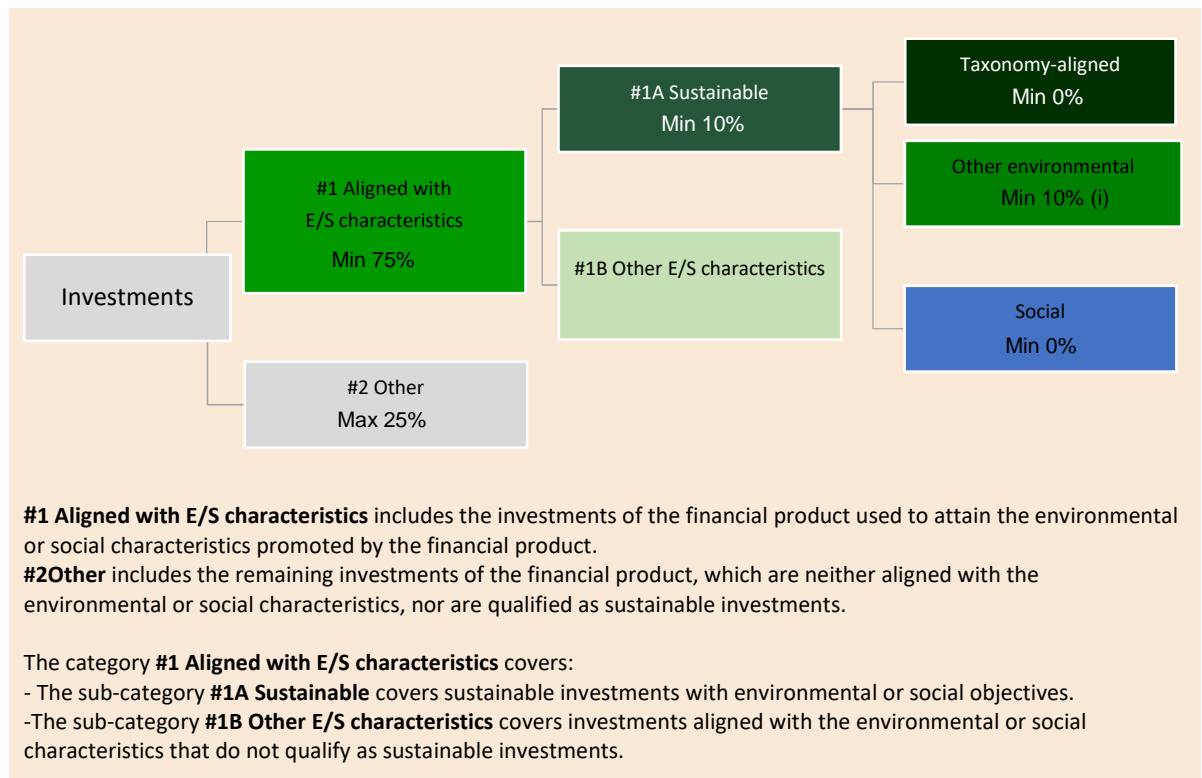 Investments
#1 Aligned with
E/S characteristics
Min 75%
#2 Other
Max 25%
#1A Sustainable
Min 10%
#1B Other E/S characteristics
Taxonomy-aligned
Min 0%
Other environmental
Min 10% (i)
Social
Min 0%
#1 Aligned with E/S characteristics includes the investments of the financial product used to attain the environmental
or social characteristics promoted by the financial product.
#2Other includes the remaining investments of the financial product, which are neither aligned with the
environmental or social characteristics, nor are qualified as sustainable investments.
The category #1 Aligned with E/S characteristics covers:
- The sub-category #1A Sustainable covers sustainable investments with environmental or social objectives.
-The sub-category #1B Other E/S characteristics covers investments aligned with the environmental or social
characteristics that do not qualify as sustainable investments.